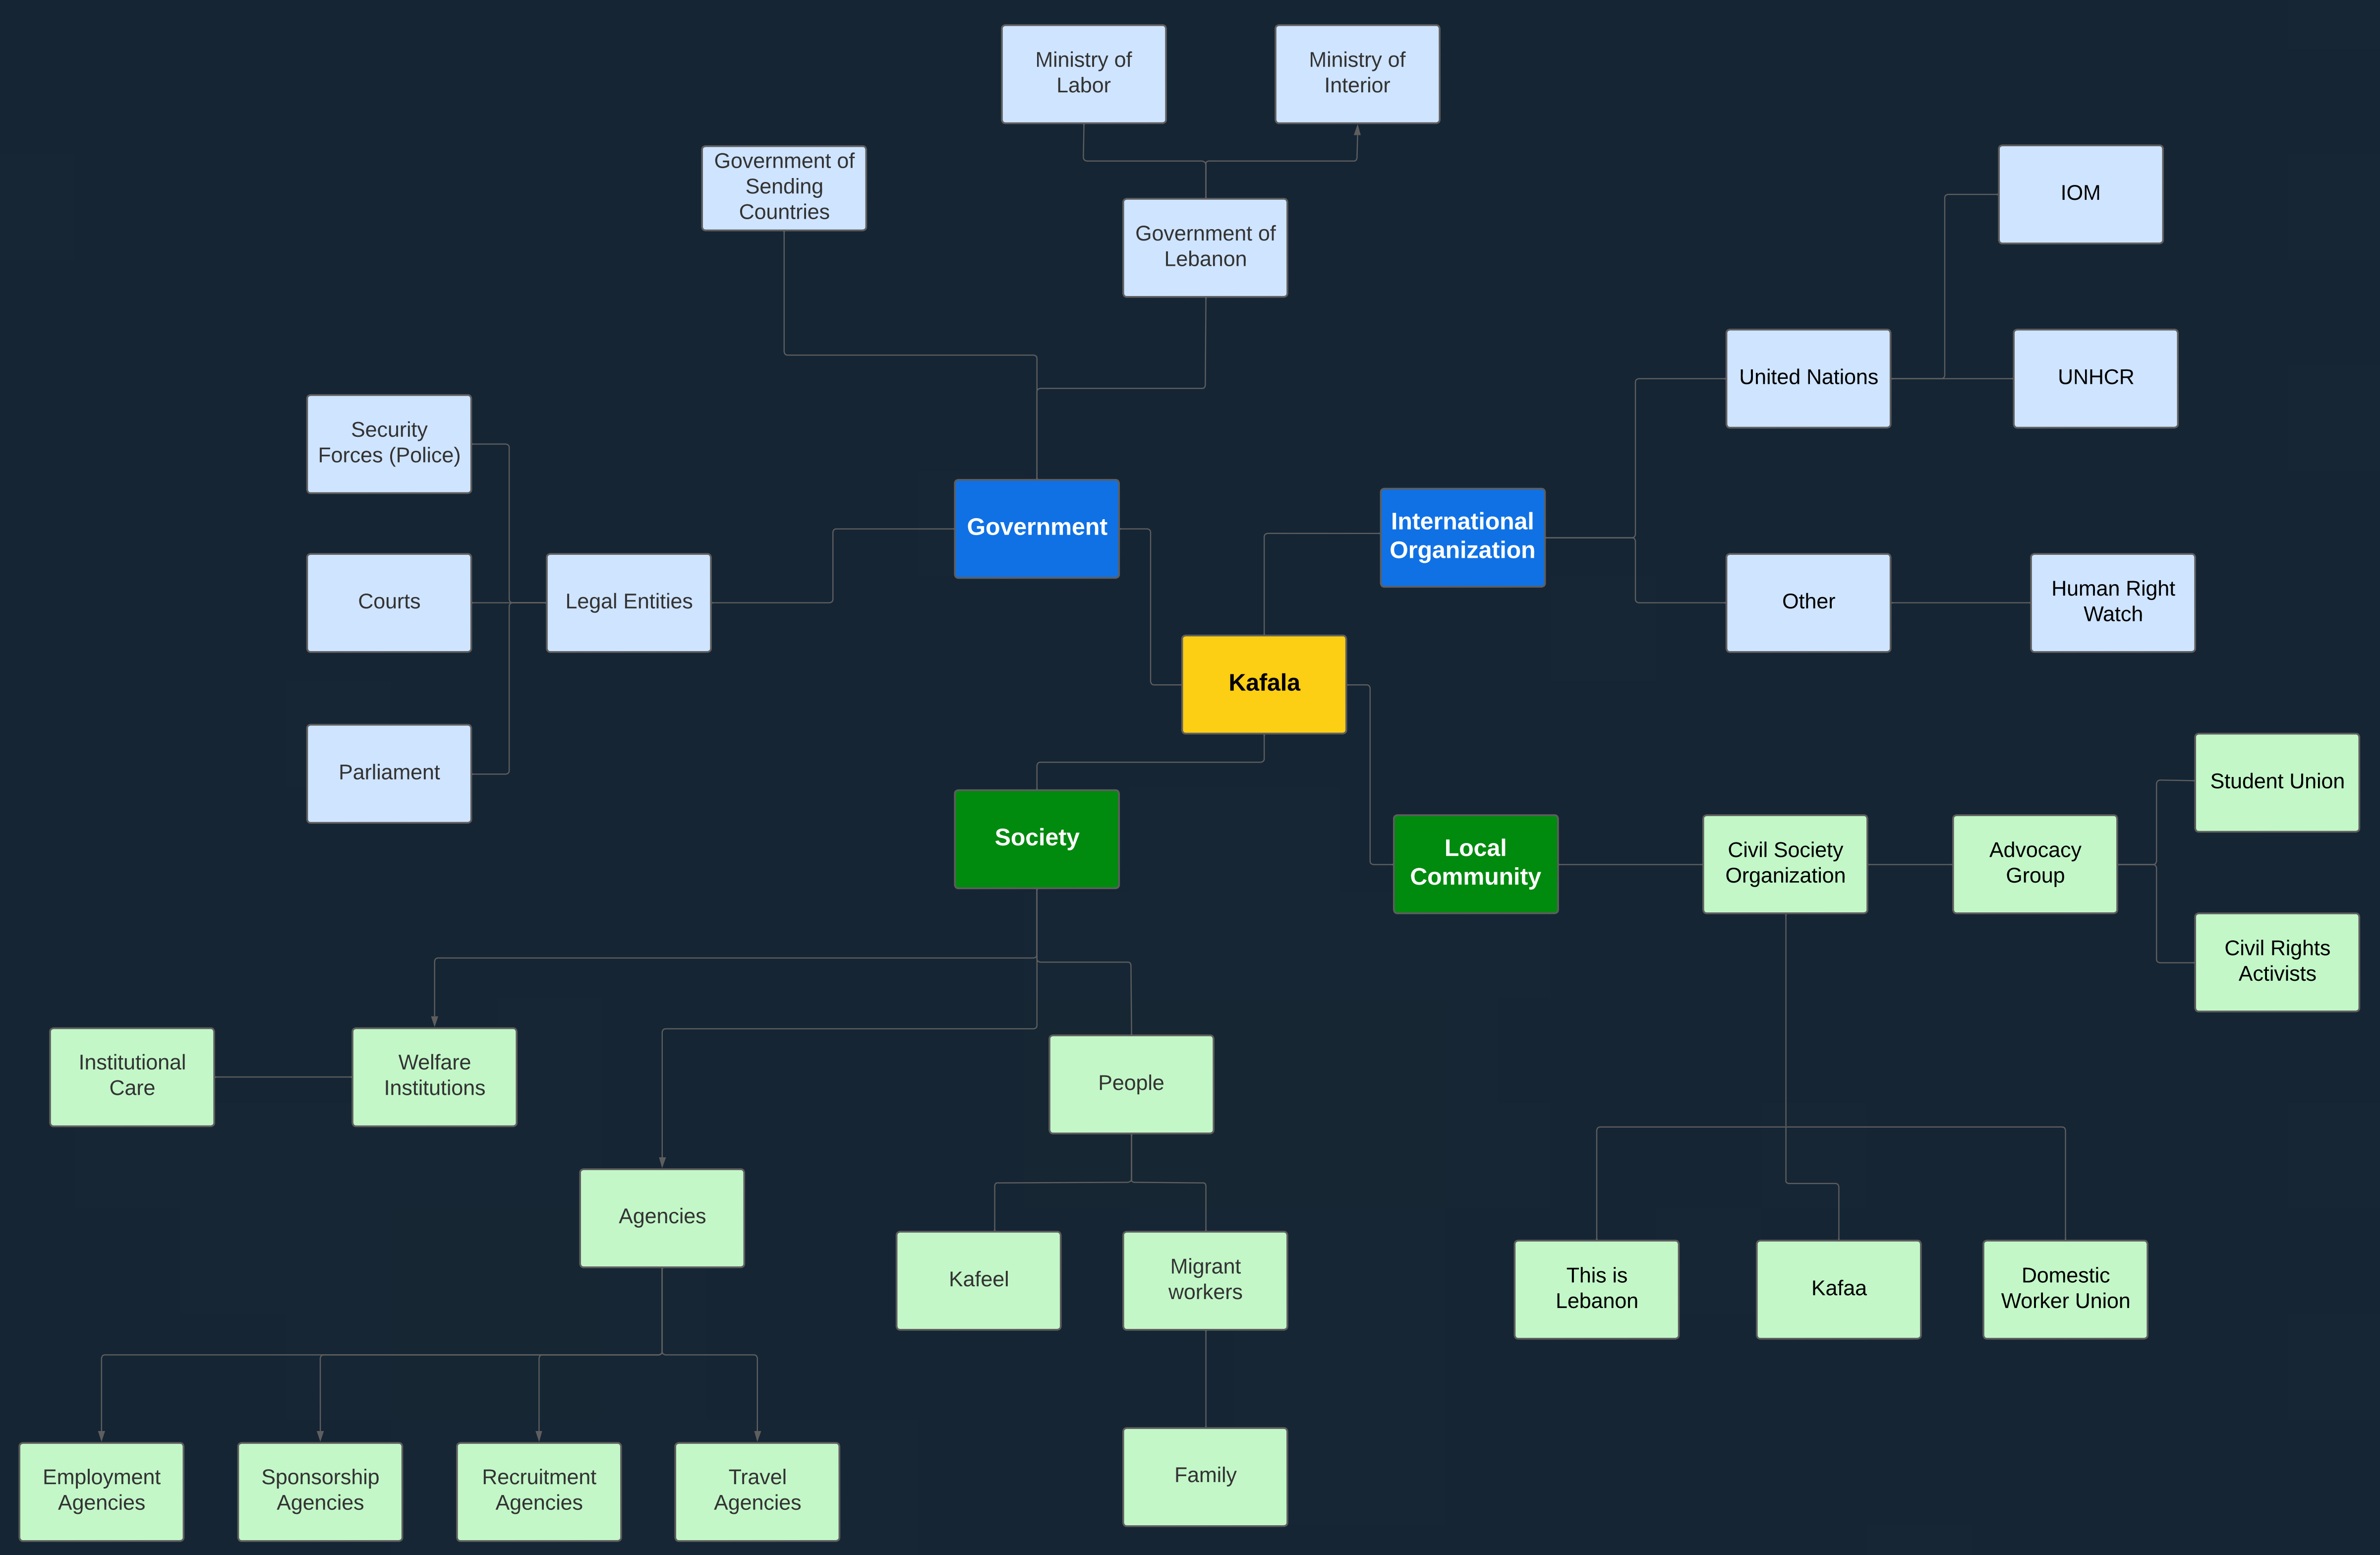 Ministry of
Labor
Ministry of
Interior
Government of
Sending
Countries
Government of
Lebanon
IOM
United Nations
UNHCR
Security
Forces (Police)
Government
International
Organization
Courts
Legal Entities
Other
Human Right
Watch
Kafala
Parliament
Student Union
Society
Local
Community
Civil Society
Organization
Advocacy
Group
Civil Rights
Activists
Institutional
Care
Welfare
Institutions
People
Agencies
Kafeel
Migrant
workers
This is
Lebanon
Kafaa
Domestic
Worker Union
Employment
Agencies
Sponsorship
Agencies
Recruitment
Agencies
Travel
Agencies
Family